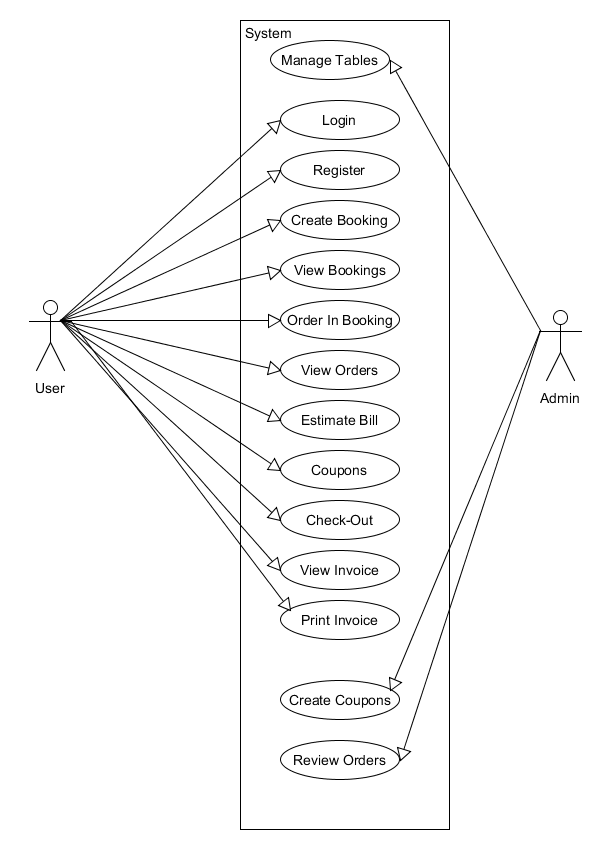 System
Manage Tables
Login
Register
Create Booking
View Bookings
Order In Booking
View Orders
User
Admin
Estimate Bill
Coupons
Check-Out
View Invoice
Print Invoice
Create Coupons
Review Orders